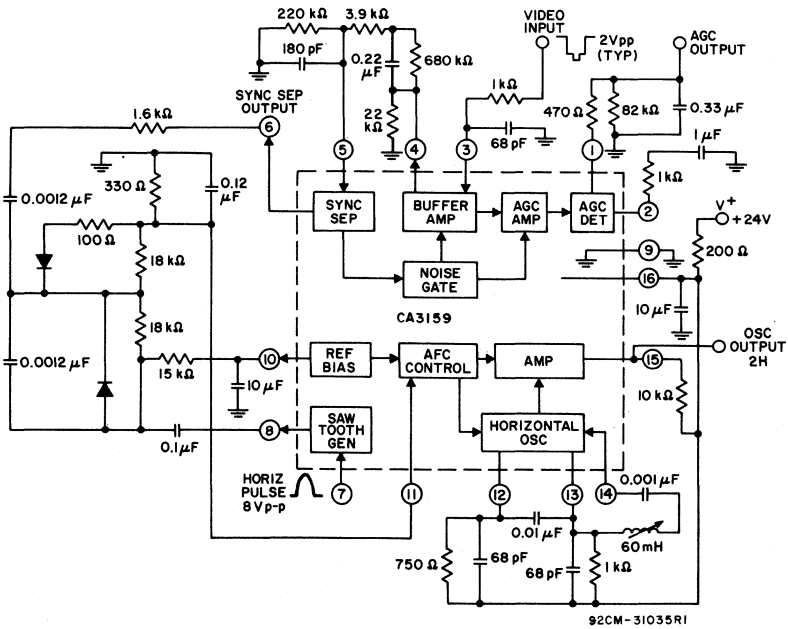 220 kΩ
3.9 kΩ
VIDEO
INPUT
2Vpp
(TYP)
AGC
OUTPUT
180 pF
0.22
μF
680 kΩ
1 kΩ
470 Ω
82 kΩ
0.33 μF
SYNC SEP
OUTPUT
1.6 kΩ
6
22
kΩ
68 pF
1 μF
5
4
3
1
1 kΩ
330 Ω
0.12
μF
0.0012 μF
SYNC
SEP
BUFFER
AMP
AGC
AMP
AGC
DET
2
V+
+24V
100 Ω
9
200 Ω
18 kΩ
NOISE
GATE
16
CA3159
10 μF
18 kΩ
OSC
OUTPUT
2H
0.0012 μF
15 kΩ
10
REF
BIAS
AFC
CONTROL
AMP
15
10 μF
10 kΩ
0.1 μF
8
SAW
TOOTH
GEN
HORIZONTAL
OSC
HORIZ
PULSE
8 Vp-p
7
11
12
13
14
0.001 μF
0.01 μF
60 mH
750 Ω
68 pF
68 pF
1 kΩ
92CM-31035R1